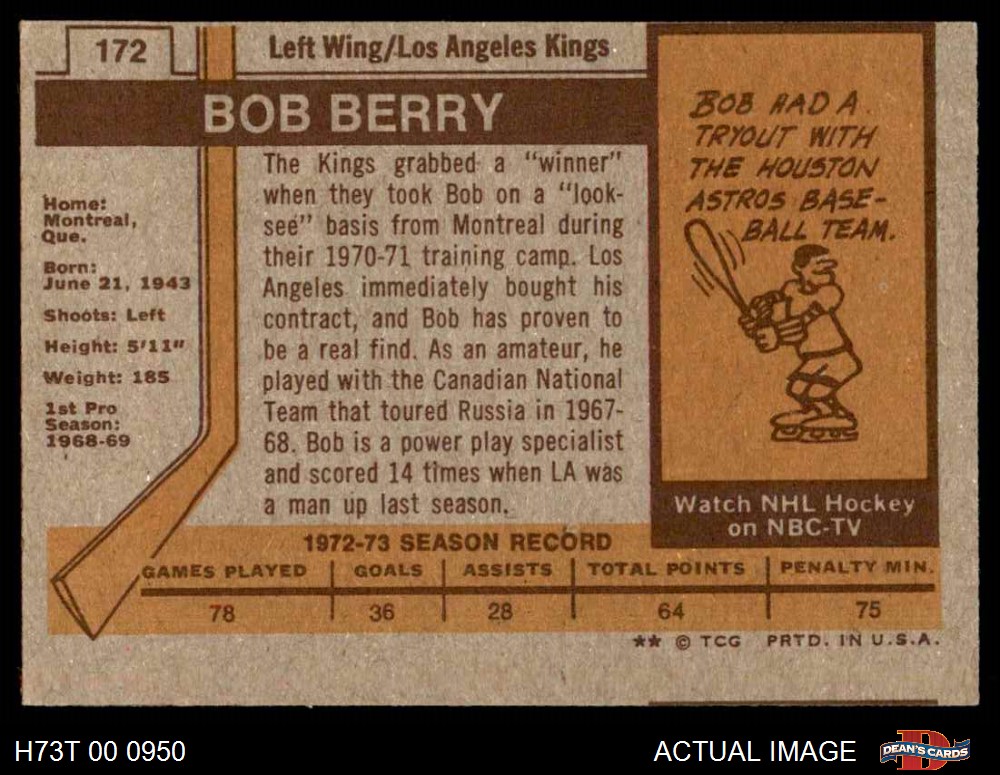 172
Left Wing/Los Angeles Kings
BOB BERRY
Home:
Montreal,
Que.
Born:
June 21, 1943
Shoots: Left
Height: 5'11"
Weight: 185
1st Pro
Season:
1968-69
The Kings grabbed a "winner"
when they took Bob on a "look-
see" basis from Montreal during
their 1970-71 training camp. Los
Angeles immediately bought his
contract, and Bob has proven to
be a real find. As an amateur, he
played with the Canadian National
Team that toured Russia in 1967-
68. Bob is a power play specialist
and scored 14 times when LA was
a man up last season.
BOB HAD A
TRYOUT WITH
THE HOUSTON
ASTROS BASE-
BALL TEAM.
Watch NHL Hockey
on NBC-TV
1972-73 SEASON RECORD
GAMES PLAYED GOALS ASSISTS TOTAL POINTS PENALTY MIN.
78 36 28 64 75
** © TCG PRTD. IN U.S.A.
H73T 00 0950
ACTUAL IMAGE
D
DEAN'S CARDS